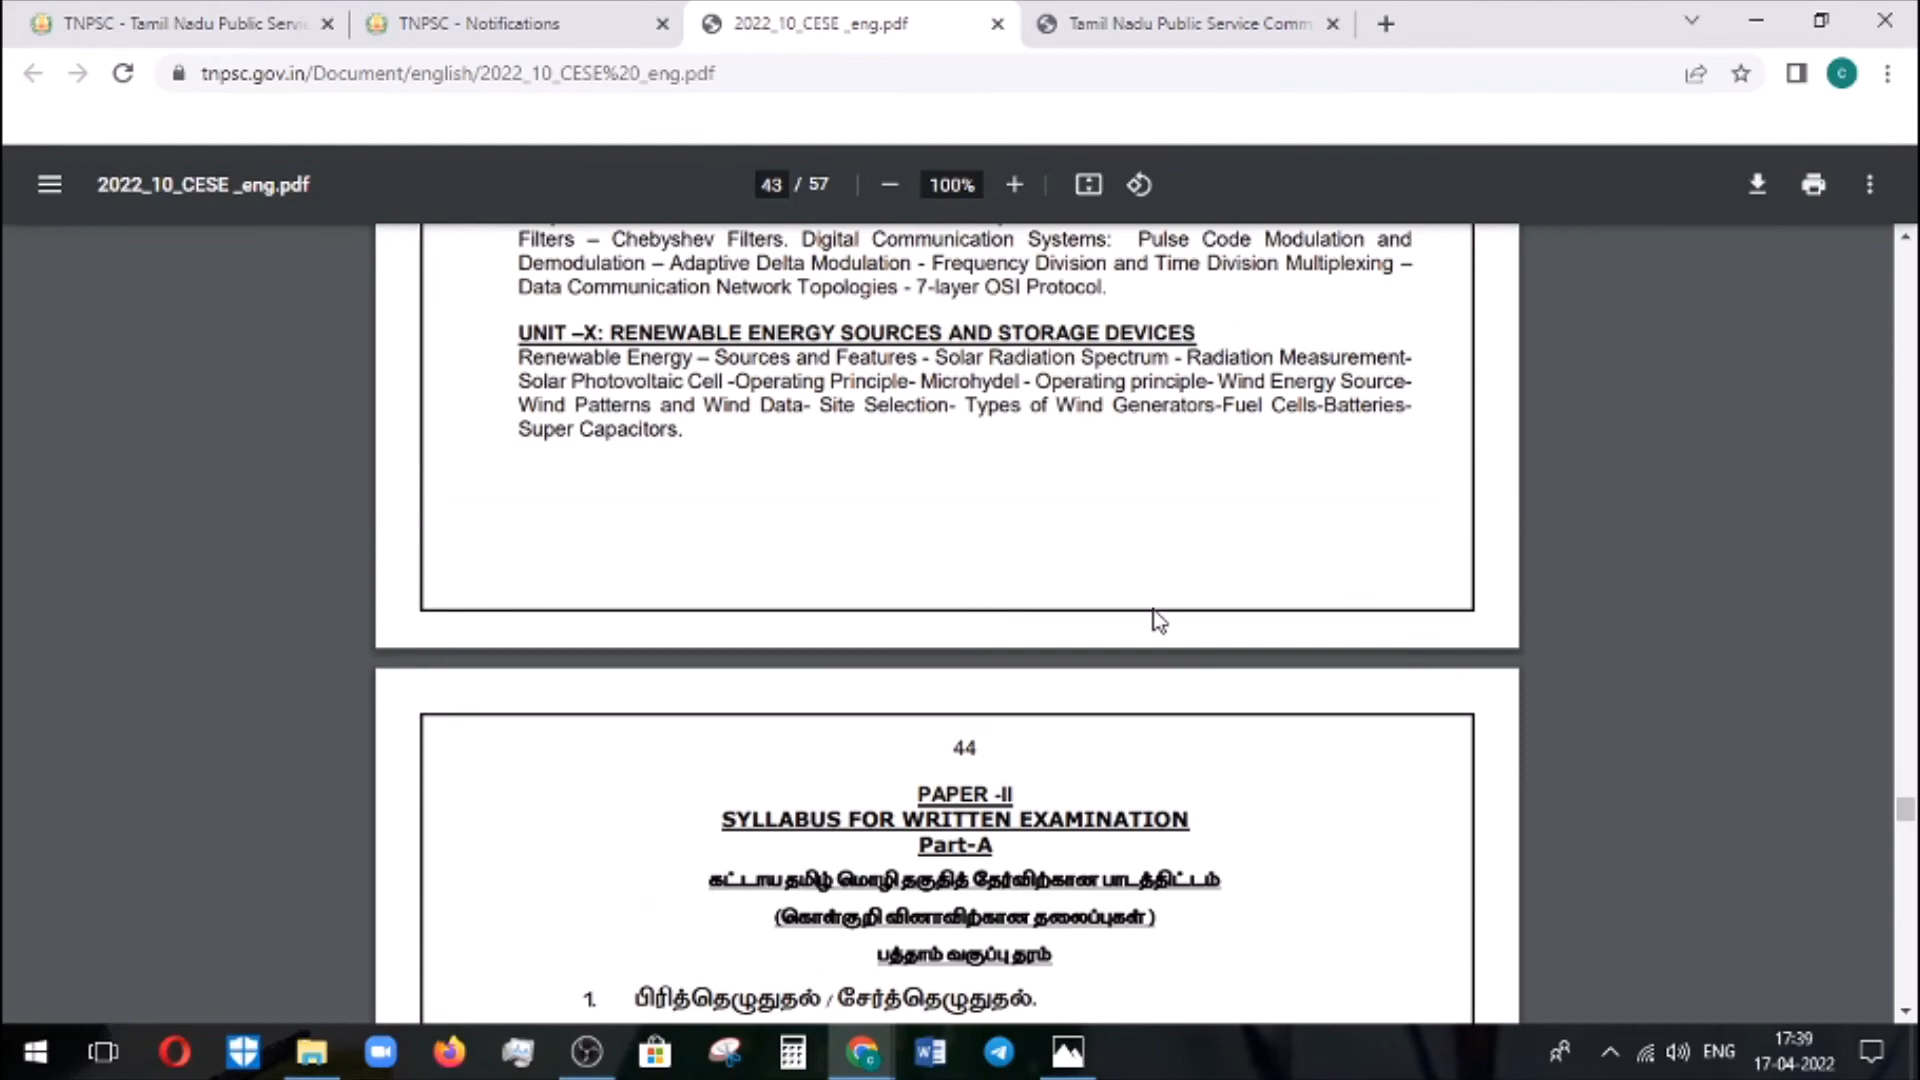 TNPSC - Tamil Nadu Public Servic
TNPSC - Notifications
2022_10_CESE _eng.pdf
Tamil Nadu Public Service Comm
tnpsc.gov.in/Document/english/2022_10_CESE%20_eng.pdf
C
2022_10_CESE _eng.pdf
43 / 57
100%
Filters – Chebyshev Filters. Digital Communication Systems: Pulse Code Modulation and
Demodulation – Adaptive Delta Modulation - Frequency Division and Time Division Multiplexing –
Data Communication Network Topologies - 7-layer OSI Protocol.
UNIT –X: RENEWABLE ENERGY SOURCES AND STORAGE DEVICES
Renewable Energy – Sources and Features - Solar Radiation Spectrum - Radiation Measurement-
Solar Photovoltaic Cell -Operating Principle- Microhydel - Operating principle- Wind Energy Source-
Wind Patterns and Wind Data- Site Selection- Types of Wind Generators-Fuel Cells-Batteries-
Super Capacitors.
44
PAPER -II
SYLLABUS FOR WRITTEN EXAMINATION
Part-A
கட்டாய தமிழ் மொழி தகுதித் தேர்விற்கான பாடத்திட்டம்
(கொள்குறி வினாவிற்கான தலைப்புகள் )
பத்தாம் வகுப்பு தரம்
1. பிரித்தெழுதுதல் / சேர்த்தெழுதுதல்.
ENG
17:39
17-04-2022